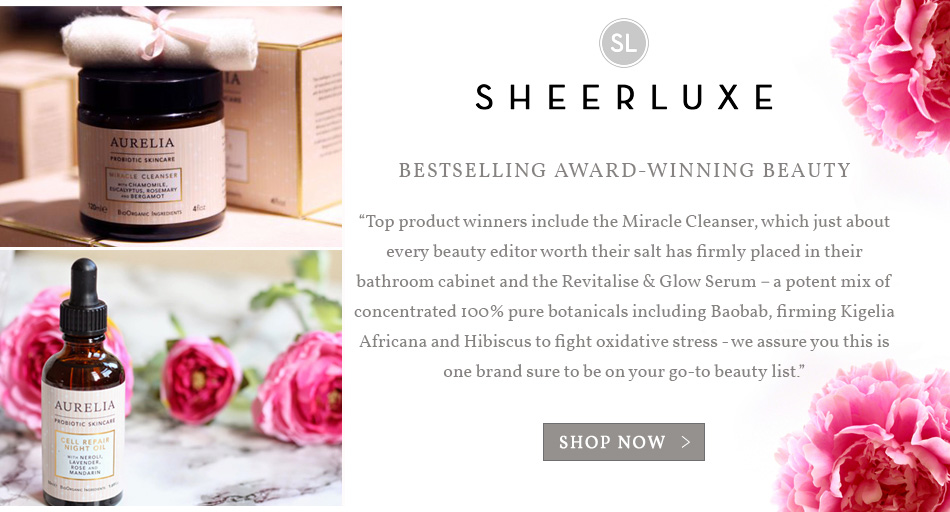 AURELIA
PROBIOTIC SKINCARE
MIRACLE CLEANSER
WITH CHAMOMILE,
EUCALYPTUS, ROSEMARY
AND BERGAMOT
120ml e 4floz
BIOORGANIC INGREDIENTS
AURELIA
PROBIOTIC SKINCARE
CELL REPAIR
NIGHT OIL
WITH NEROLI,
LAVENDER,
ROSE AND
MANDARIN
BIOORGANIC INGREDIENTS
SL
SHEERLUXE
BESTSELLING AWARD-WINNING BEAUTY
“Top product winners include the Miracle Cleanser, which just about
every beauty editor worth their salt has firmly placed in their
bathroom cabinet and the Revitalise & Glow Serum – a potent mix of
concentrated 100% pure botanicals including Baobab, firming Kigelia
Africana and Hibiscus to fight oxidative stress - we assure you this is
one brand sure to be on your go-to beauty list.”
SHOP NOW >